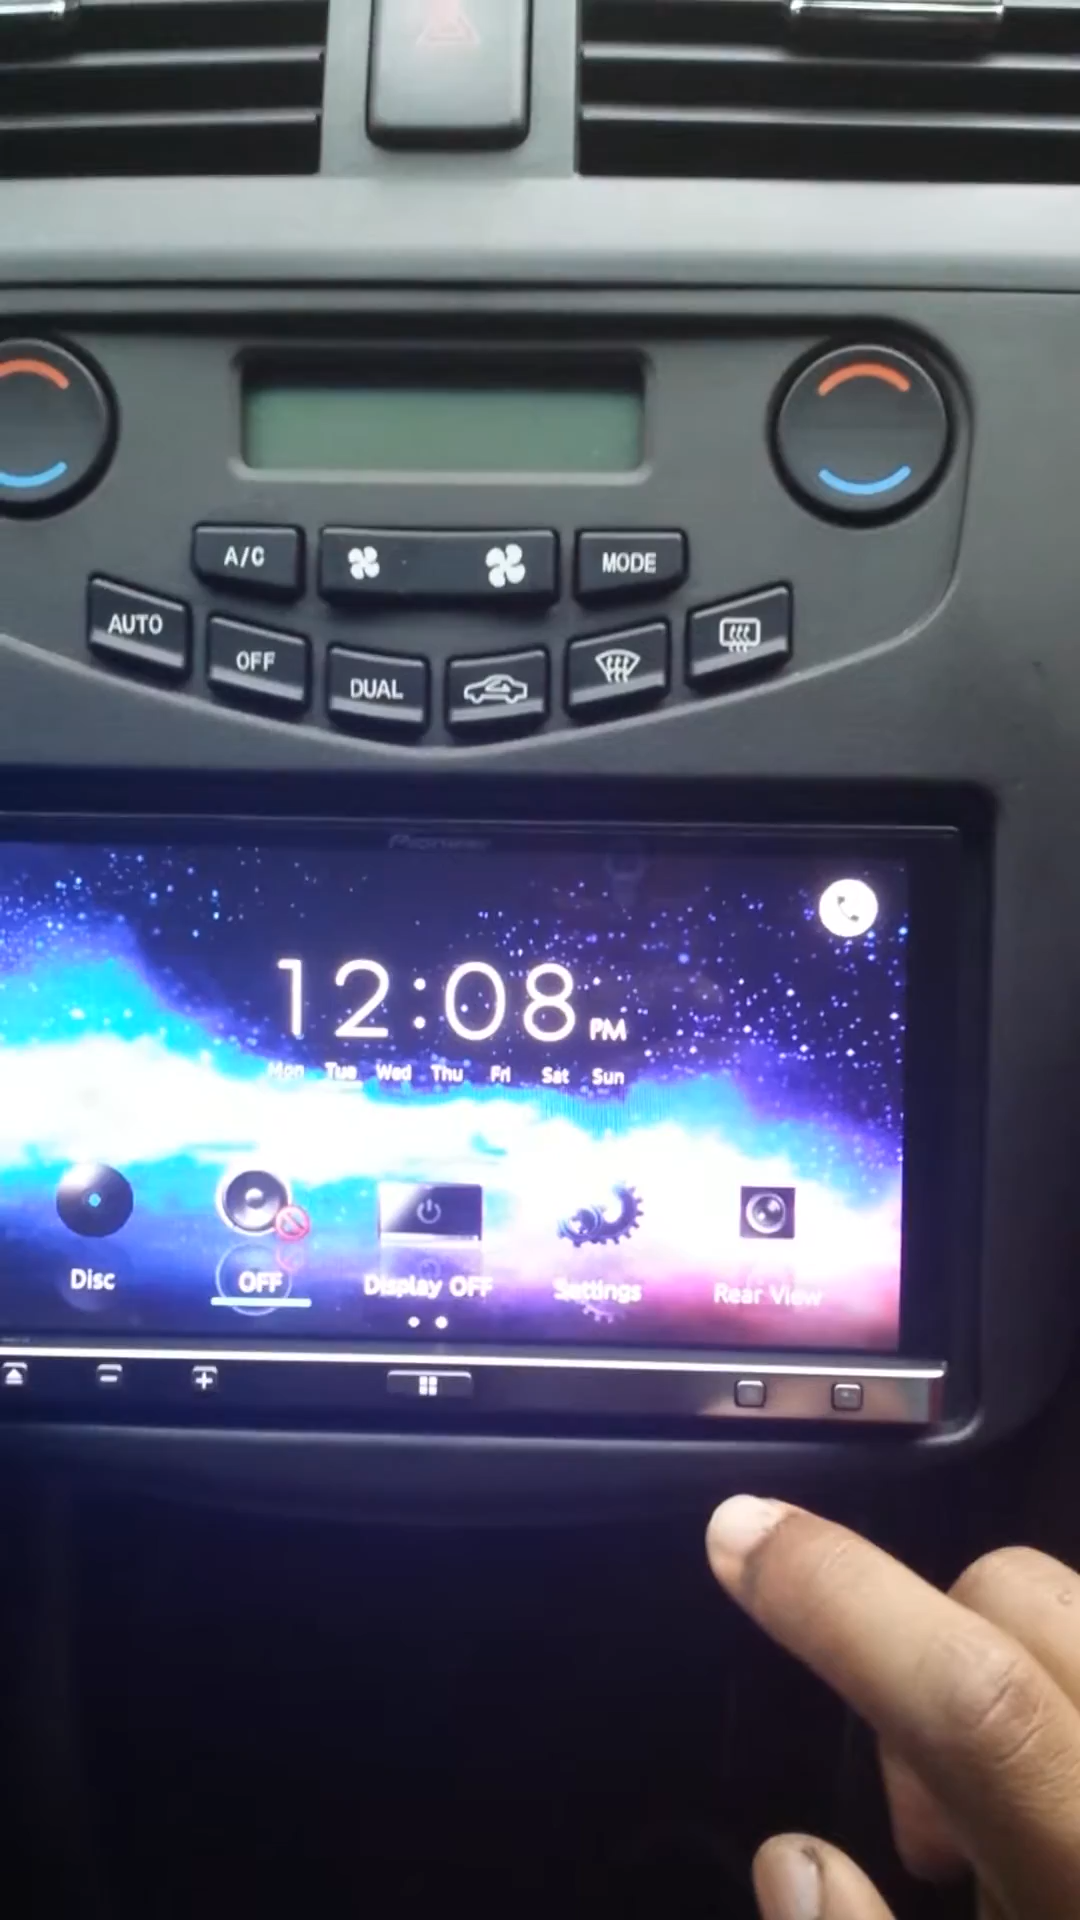 A/C
MODE
AUTO
OFF
DUAL
Pioneer
12:08 PM
Mon Tue Wed Thu Fri Sat Sun
Disc
OFF
Display OFF
Settings
Rear View